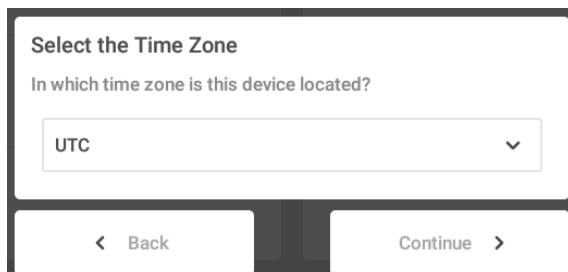 Select the Time Zone
In which time zone is this device located?
UTC
Back
Continue